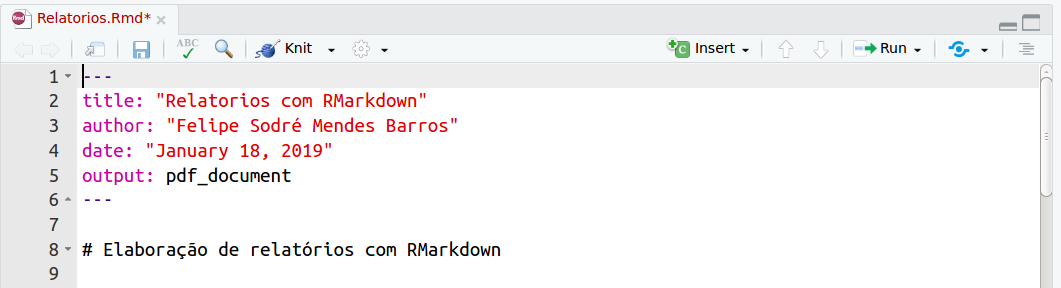 Rmd Relatorios.Rmd*
ABC Knit Insert Run
1 ---
2 title: "Relatorios com RMarkdown"
3 author: "Felipe Sodré Mendes Barros"
4 date: "January 18, 2019"
5 output: pdf_document
6 ---
7
8 # Elaboração de relatórios com RMarkdown
9